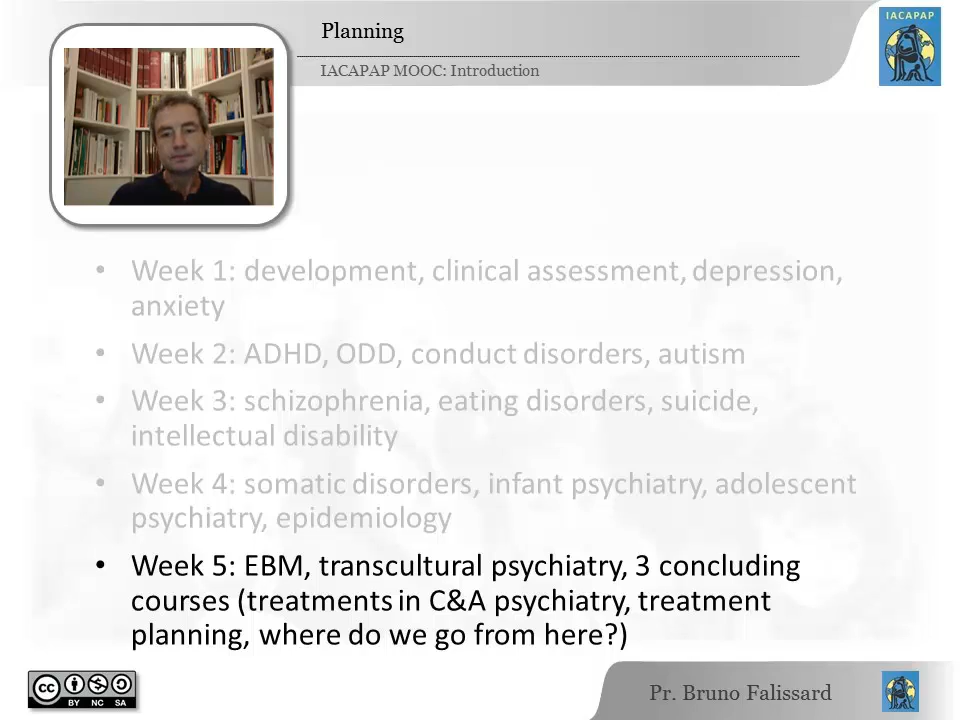 Planning
IACAPAP MOOC: Introduction
IACAPAP
• Week 1: development, clinical assessment, depression,
anxiety
• Week 2: ADHD, ODD, conduct disorders, autism
• Week 3: schizophrenia, eating disorders, suicide,
intellectual disability
• Week 4: somatic disorders, infant psychiatry, adolescent
psychiatry, epidemiology
• Week 5: EBM, transcultural psychiatry, 3 concluding
courses (treatments in C&A psychiatry, treatment
planning, where do we go from here?)
cc
BY NC SA
Pr. Bruno Falissard